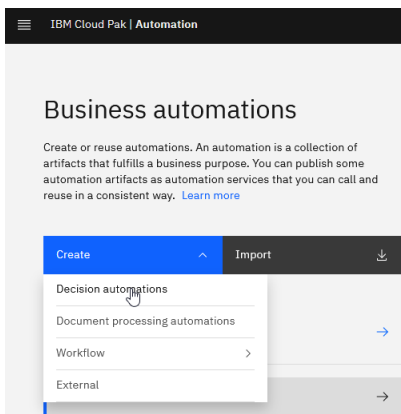 IBM Cloud Pak | Automation
Business automations
Create or reuse automations. An automation is a collection of
artifacts that fulfills a business purpose. You can publish some
automation artifacts as automation services that you can call and
reuse in a consistent way. Learn more
Create
Import
Decision automations
Document processing automations
Workflow
External